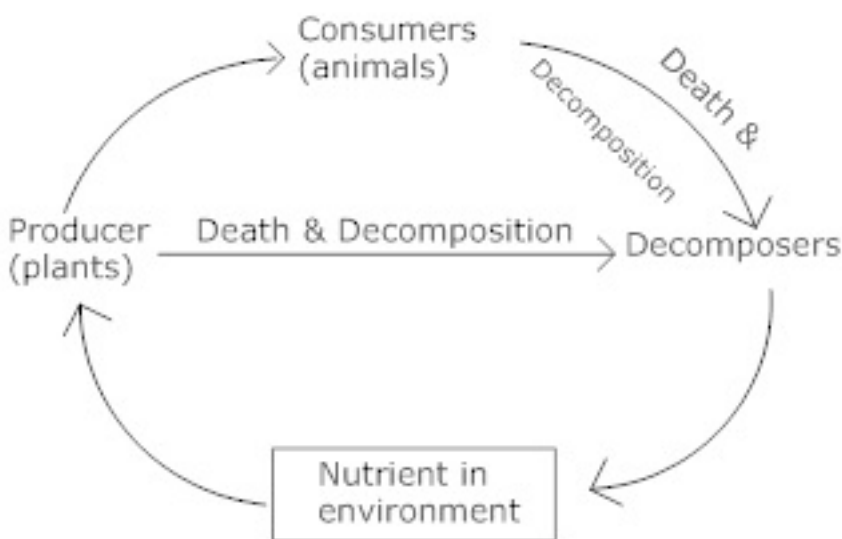 Consumers
(animals)
Death &
Decomposition
Producer
(plants)
Death & Decomposition
Decomposers
Nutrient in
environment